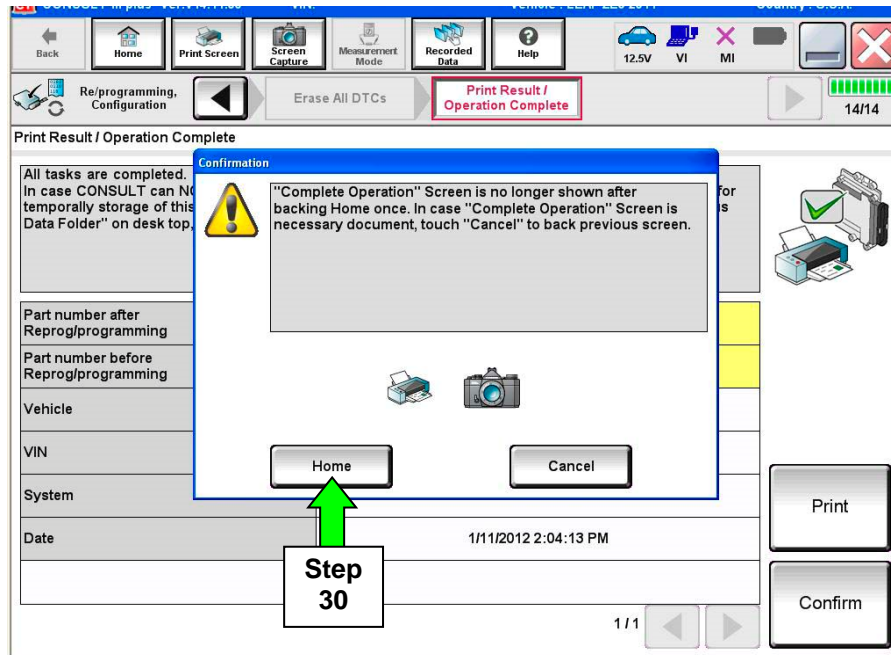 Back
Home
Print Screen
Screen
Capture
Measurement
Mode
Recorded
Data
Help
12.5V
VI
MI
Re/programming,
Configuration
Erase All DTCs
Print Result /
Operation Complete
14/14
Print Result / Operation Complete
All tasks are completed.
In case CONSULT can
for
temporally storage of this
Data Folder" on desk top,
Confirmation
"Complete Operation" Screen is no longer shown after
backing Home once. In case "Complete Operation" Screen is
necessary document, touch "Cancel" to back previous screen.
Part number after
Reprog/programming
Part number before
Reprog/programming
Vehicle
VIN
System
Date
1/11/2012 2:04:13 PM
Home
Cancel
Step
30
Print
Confirm
1/1